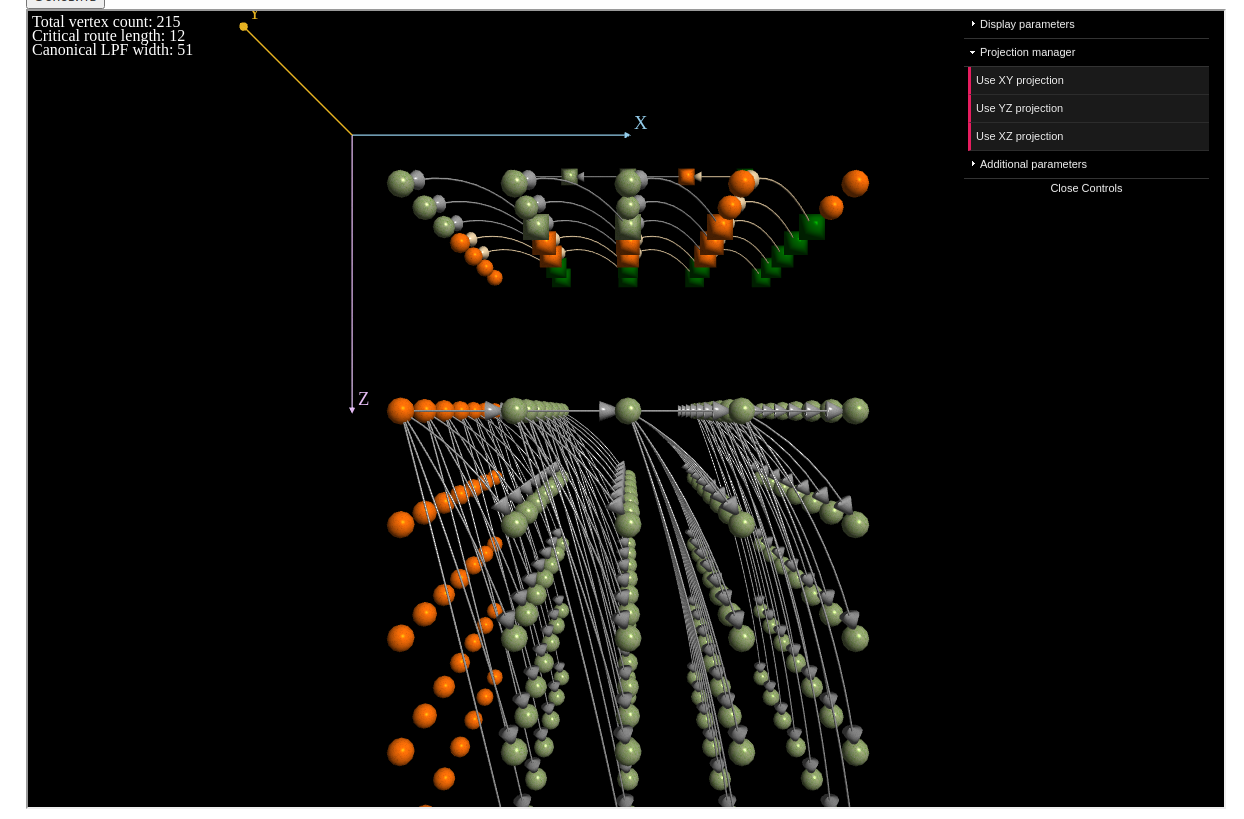 Total vertex count: 215
Critical route length: 12
Canonical LPF width: 51
Y
X
Z
Display parameters
Projection manager
Use XY projection
Use YZ projection
Use XZ projection
Additional parameters
Close Controls